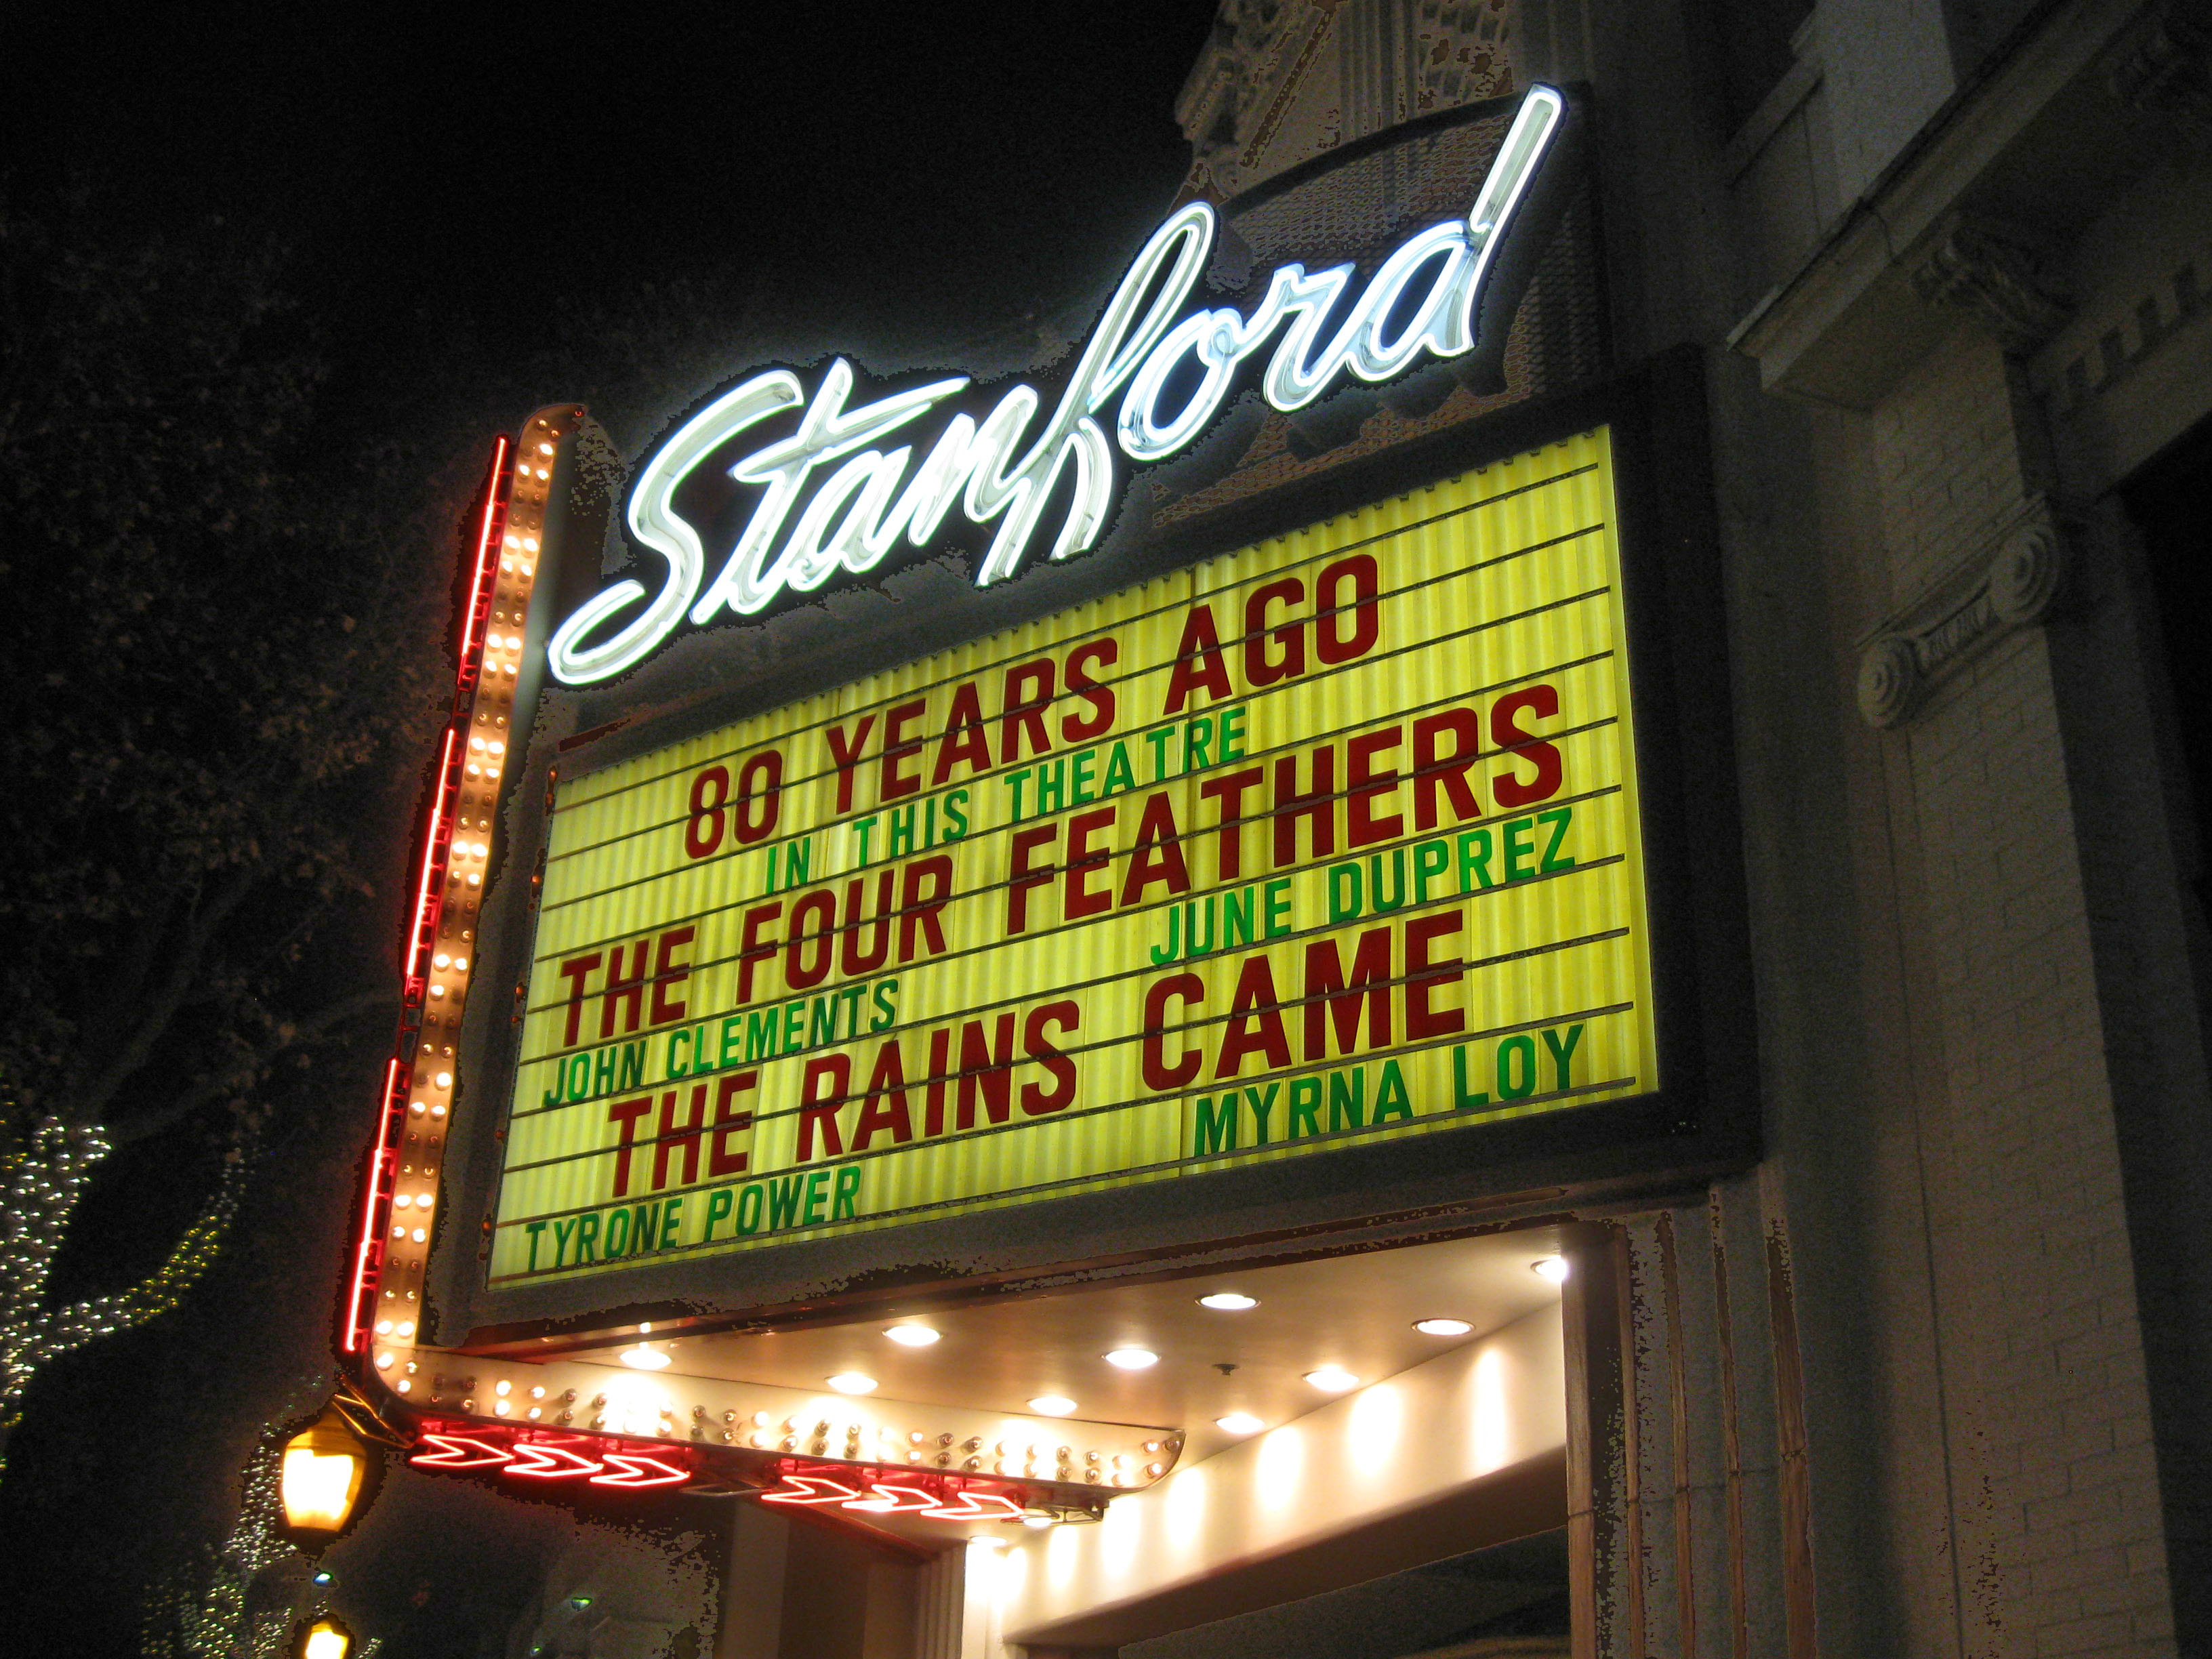 Stanford
80 YEARS AGO
IN THIS THEATRE
THE FOUR FEATHERS
JOHN CLEMENTS JUNE DUPREZ
THE RAINS CAME
TYRONE POWER MYRNA LOY